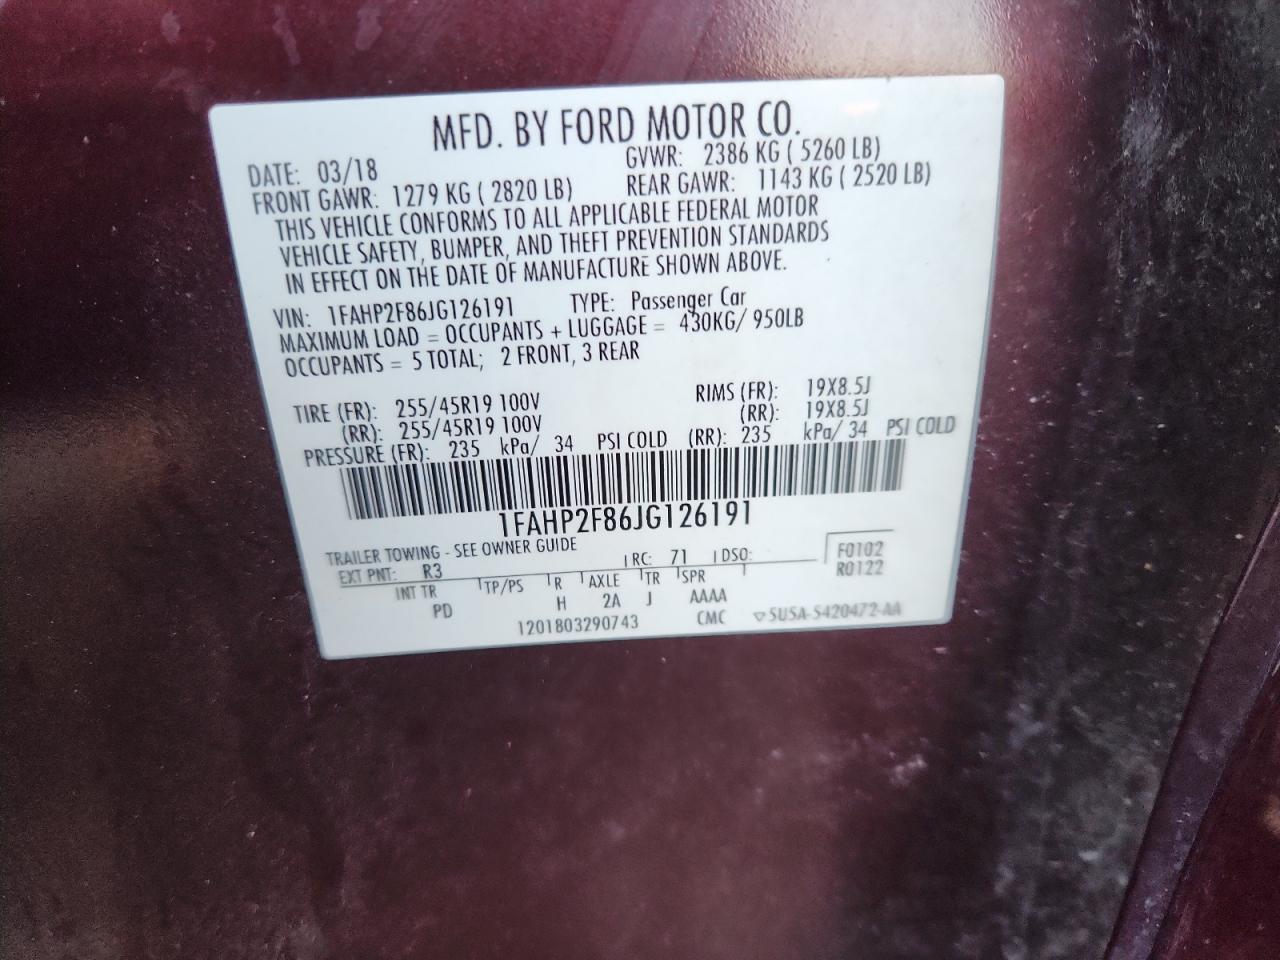 MFD. BY FORD MOTOR CO.
DATE: 03/18 GVWR: 2386 KG ( 5260 LB)
FRONT GAWR: 1279 KG ( 2820 LB) REAR GAWR: 1143 KG ( 2520 LB)
THIS VEHICLE CONFORMS TO ALL APPLICABLE FEDERAL MOTOR
VEHICLE SAFETY, BUMPER, AND THEFT PREVENTION STANDARDS
IN EFFECT ON THE DATE OF MANUFACTURE SHOWN ABOVE.
VIN: 1FAHP2F86JG126191 TYPE: Passenger Car
MAXIMUM LOAD = OCCUPANTS + LUGGAGE = 430KG/ 950LB
OCCUPANTS = 5 TOTAL; 2 FRONT, 3 REAR
TIRE (FR): 255/45R19 100V RIMS (FR): 19X8.5J
(RR): 255/45R19 100V (RR): 19X8.5J
PRESSURE (FR): 235 kPa/ 34 PSI COLD (RR): 235 kPa/ 34 PSI COLD
1FAHP2F86JG126191
TRAILER TOWING - SEE OWNER GUIDE
EXT PNT: R3 RC: 71 DSO: F0102
R0122
INT TR TP/PS R AXLE TR SPR
PD H 2A J AAAA
1201803290743 CMC ▽5USA-5420472-AA